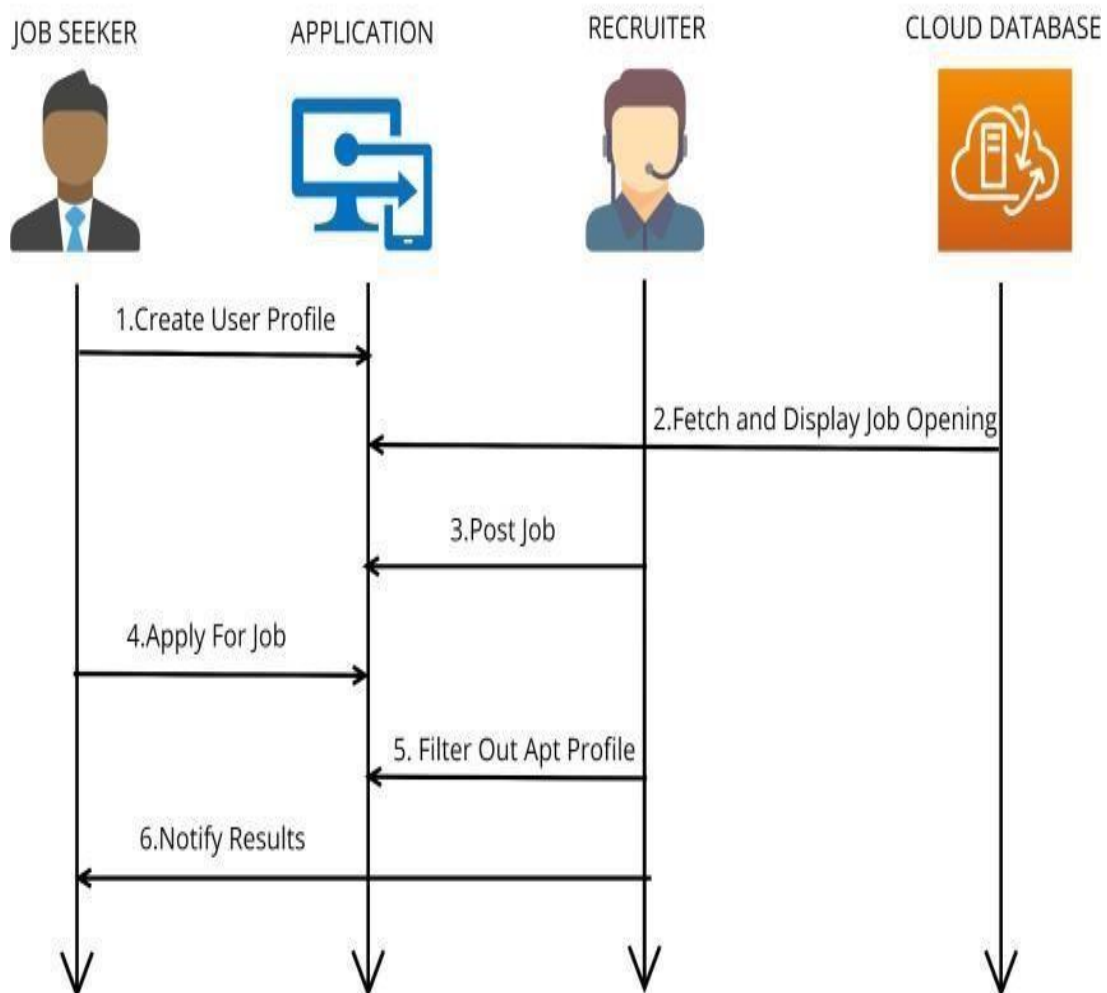 JOB SEEKER
APPLICATION
RECRUITER
CLOUD DATABASE
1.Create User Profile
2.Fetch and Display Job Opening
3.Post Job
4.Apply For Job
5. Filter Out Apt Profile
6.Notify Results